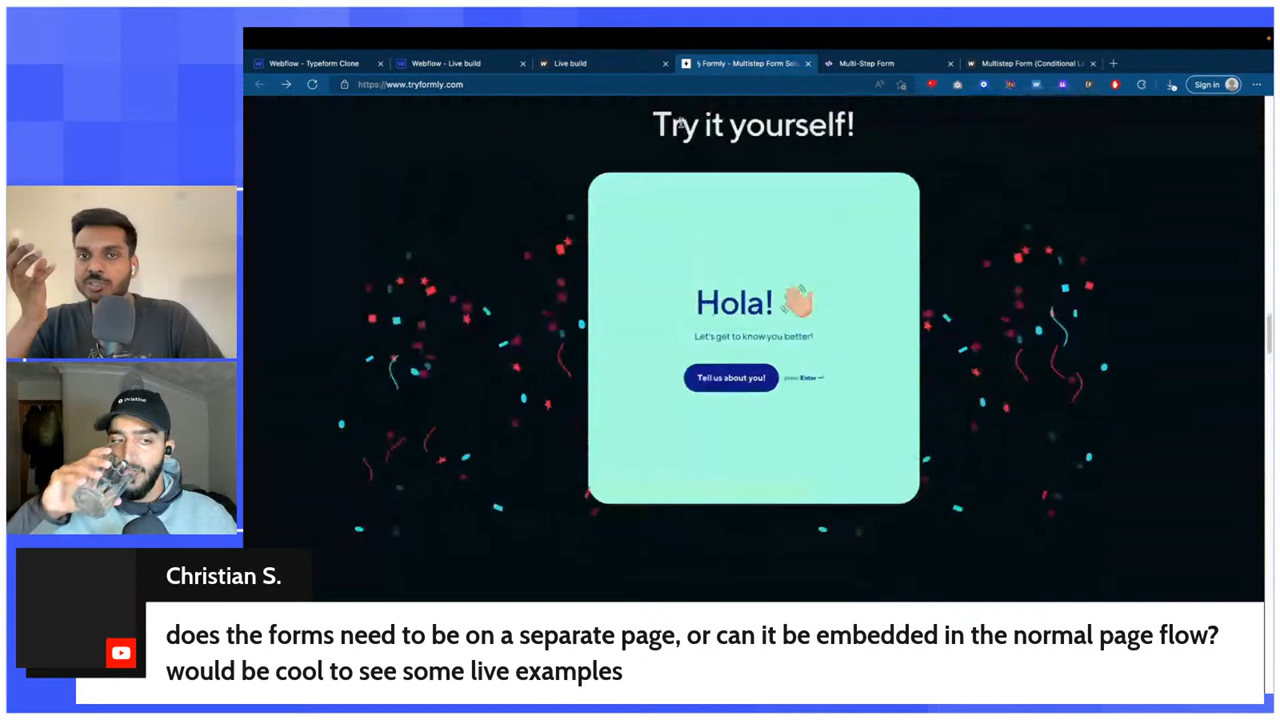 Webflow - Typeform Clone
Webflow - Live build
Live build
Formly - Multistep Form Sol
Multi-Step Form
Multistep Form (Conditional Lo
https://www.tryformly.com
Sign in
Try it yourself!
Hola!
Let's get to know you better!
Tell us about you!
press Enter ↵
pristine
Christian S.
does the forms need to be on a separate page, or can it be embedded in the normal page flow?
would be cool to see some live examples